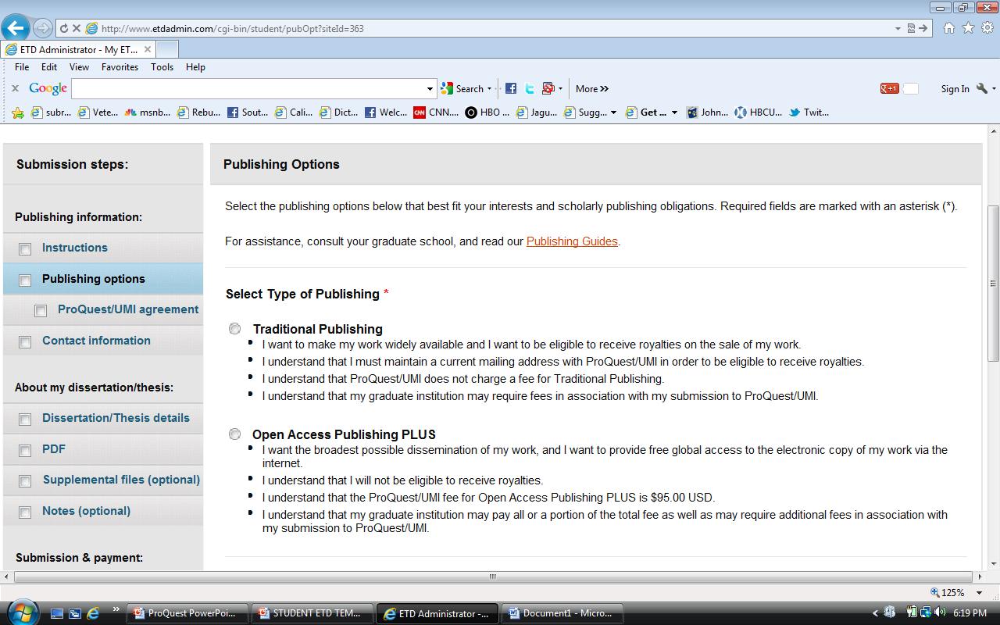 http://www.etdadmin.com/cgi-bin/student/pubOpt?siteId=363
ETD Administrator - My ET...
File Edit View Favorites Tools Help
Google Search More »
+1 Sign In
subr... Vete... msnb... Rebu... Sout... Cali... Dict... Welc... CNN CNN.... HBO ... Jagu... Sugg... Get ... John... HBCU... Twit...
Submission steps:
Publishing information:
Instructions
Publishing options
ProQuest/UMI agreement
Contact information
About my dissertation/thesis:
Dissertation/Thesis details
PDF
Supplemental files (optional)
Notes (optional)
Submission & payment:
Publishing Options
Select the publishing options below that best fit your interests and scholarly publishing obligations. Required fields are marked with an asterisk (*).
For assistance, consult your graduate school, and read our Publishing Guides.
Select Type of Publishing *
Traditional Publishing
• I want to make my work widely available and I want to be eligible to receive royalties on the sale of my work.
• I understand that I must maintain a current mailing address with ProQuest/UMI in order to be eligible to receive royalties.
• I understand that ProQuest/UMI does not charge a fee for Traditional Publishing.
• I understand that my graduate institution may require fees in association with my submission to ProQuest/UMI.
Open Access Publishing PLUS
• I want the broadest possible dissemination of my work, and I want to provide free global access to the electronic copy of my work via the
internet.
• I understand that I will not be eligible to receive royalties.
• I understand that the ProQuest/UMI fee for Open Access Publishing PLUS is $95.00 USD.
• I understand that my graduate institution may pay all or a portion of the total fee as well as may require additional fees in association with
my submission to ProQuest/UMI.
125%
ProQuest PowerPoi... STUDENT ETD TEM... ETD Administrator -... Document1 - Micro... 6:19 PM